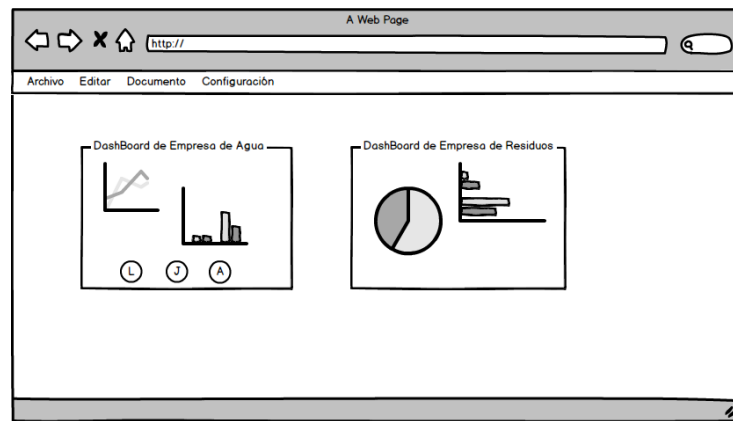 A Web Page
http://
Archivo Editar Documento Configuración
DashBoard de Empresa de Agua
DashBoard de Empresa de Residuos
L J A